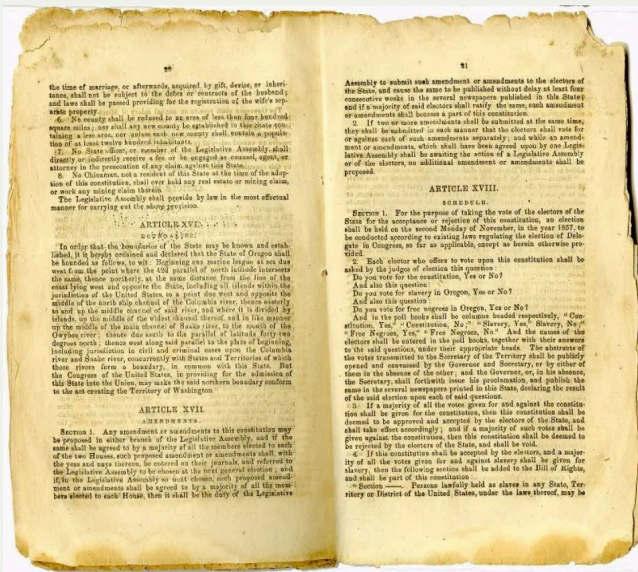 20
the time of marriage, or afterwards, acquired by gift, devise, or inheri-
tance, shall not be subject to the debts or contracts of the husband;
and laws shall be passed providing for the registration of the wife's sep-
arate property.
6. No county shall be reduced to an area of less than four hundred
square miles; nor shall any new county be established in this State con-
taining a less area, nor unless such new county shall contain a popula-
tion of at least twelve hundred inhabitants.
7. No State officer, or member of the Legislative Assembly, shall
directly or indirectly receive a fee or be engaged as counsel, agent, or
attorney in the prosecution of any claim against this State.
8. No Chinaman, not a resident of this State at the time of the adop-
tion of this constitution, shall ever hold any real estate or mining claim,
or work any mining claim therein.
The Legislative Assembly shall provide by law in the most effectual
manner for carrying out the above provision.
ARTICLE XVI.
BOUNDARIES.
In order that the boundaries of the State may be known and estab-
lished, it is hereby ordained and declared that the State of Oregon shall
be bounded as follows, to wit: Beginning one marine league at sea due
west from the point where the 42d parallel of north latitude intersects
the same, thence northerly, at the same distance from the line of the
coast lying west and opposite the State, including all islands within the
jurisdiction of the United States, to a point due west and opposite the
middle of the north ship channel of the Columbia river, thence easterly
to and up the middle channel of said river, and where it is divided by
islands, up the middle of the widest channel thereof, and in like manner
up the middle of the main channel of Snake river, to the mouth of the
Owyhee river; thence due south to the parallel of latitude forty-two
degrees north; thence west along said parallel to the place of beginning,
including jurisdiction in civil and criminal cases upon the Columbia
river and Snake river, concurrently with States and Territories of which
those rivers form a boundary, in common with this State. But
the Congress of the United States, in providing for the admission of
this State into the Union, may make the said northern boundary conform
to the act creating the Territory of Washington.
ARTICLE XVII.
AMENDMENTS.
SECTION 1. Any amendment or amendments to this constitution may
be proposed in either branch of the Legislative Assembly, and if the
same shall be agreed to by a majority of all the members elected to each
of the two Houses, such proposed amendment or amendments shall, with
the yeas and nays thereon, be entered on their journals, and referred to
the Legislative Assembly to be chosen at the next general election; and
if, in the Legislative Assembly so next chosen, such proposed amend-
ment or amendments shall be agreed to by a majority of all the mem
bers elected to each House, then it shall be the duty of the Legislative
21
Assembly to submit such amendment or amendments to the electors of
the State, and cause the same to be published without delay at least four
consecutive weeks in the several newspapers published in this State;
and if a majority of said electors shall ratify the same, such amendment
or amendments shall become a part of this constitution.
2. If two or more amendments shall be submitted at the same time,
they shall be submitted in such manner that the electors shall vote for
or against each of such amendments separately; and while an amend-
ment or amendments, which shall have been agreed upon by one Legis-
lative Assembly shall be awaiting the action of a Legislative Assembly
or of the electors, no additional amendment or amendments shall be
proposed.
ARTICLE XVIII.
SCHEDULE.
SECTION 1. For the purpose of taking the vote of the electors of the
State for the acceptance or rejection of this constitution, an election
shall be held on the second Monday of November, in the year 1857, to
be conducted according to existing laws regulating the election of Dele-
gate in Congress, so far as applicable, except as herein otherwise pro-
vided.
2. Each elector who offers to vote upon this constitution shall be
asked by the judges of election this question:
Do you vote for the constitution, Yes or No?
And also this question:
Do you vote for slavery in Oregon, Yes or No?
And also this question:
Do you vote for free negroes in Oregon, Yes or No?
And in the poll books shall be columns headed respectively, "Con-
stitution, Yes," "Constitution, No;" "Slavery, Yes," Slavery, No;"
"Free Negroes, Yes," "Free Negroes, No." And the names of the
electors shall be entered in the poll books, together with their answers
to the said questions, under their appropriate heads. The abstracts of
the votes transmitted to the Secretary of the Territory shall be publicly
opened and canvassed by the Governor and Secretary, or by either of
them in the absence of the other; and the Governor, or, in his absence,
the Secretary, shall forthwith issue his proclamation, and publish the
same in the several newspapers printed in this State, declaring the result
of the said election upon each of said questions.
3. If a majority of all the votes given for and against the constitu-
tion shall be given for the constitution, then this constitution shall be
deemed to be approved and accepted by the electors of the State, and
shall take effect accordingly; and if a majority of such votes shall be
given against the constitution, then this constitution shall be deemed to
be rejected by the electors of the State, and shall be void.
4. If this constitution shall be accepted by the electors, and a major-
ity of all the votes given for and against slavery shall be given for
slavery, then the following section shall be added to the Bill of Rights,
and shall be part of this constitution:
"Section ——. Persons lawfully held as slaves in any State, Ter-
ritory or District of the United States, under the laws thereof, may be